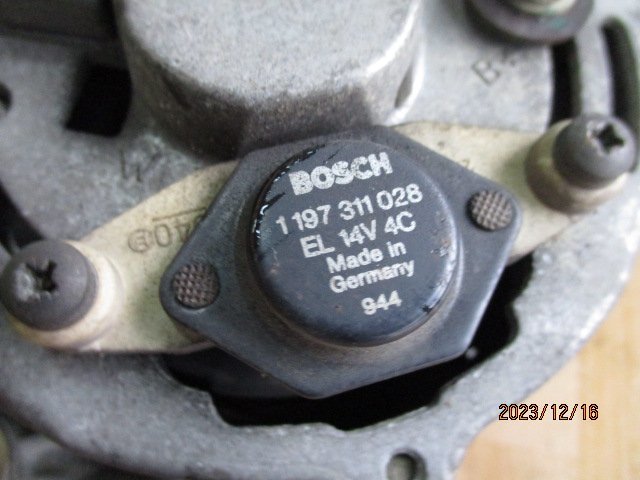 B+
W
BOSCH
1 197 311 028
EL 14V 4C
Made in
Germany
944
2023/12/16